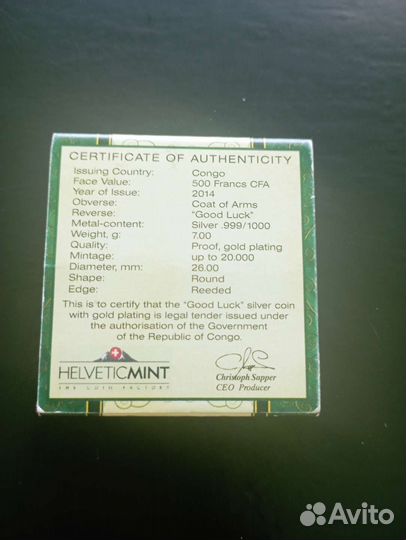 CERTIFICATE OF AUTHENTICITY
Issuing Country: Congo
Face Value: 500 Francs CFA
Year of Issue: 2014
Obverse: Coat of Arms
Reverse: "Good Luck"
Metal-content: Silver .999/1000
Weight, g: 7.00
Quality: Proof, gold plating
Mintage: up to 20.000
Diameter, mm: 26.00
Shape: Round
Edge: Reeded
This is to certify that the "Good Luck" silver coin
with gold plating is legal tender issued under
the authorisation of the Government
of the Republic of Congo.
HELVETICMINT
THE COIN FACTORY
Christoph Sapper
CEO Producer
Avito